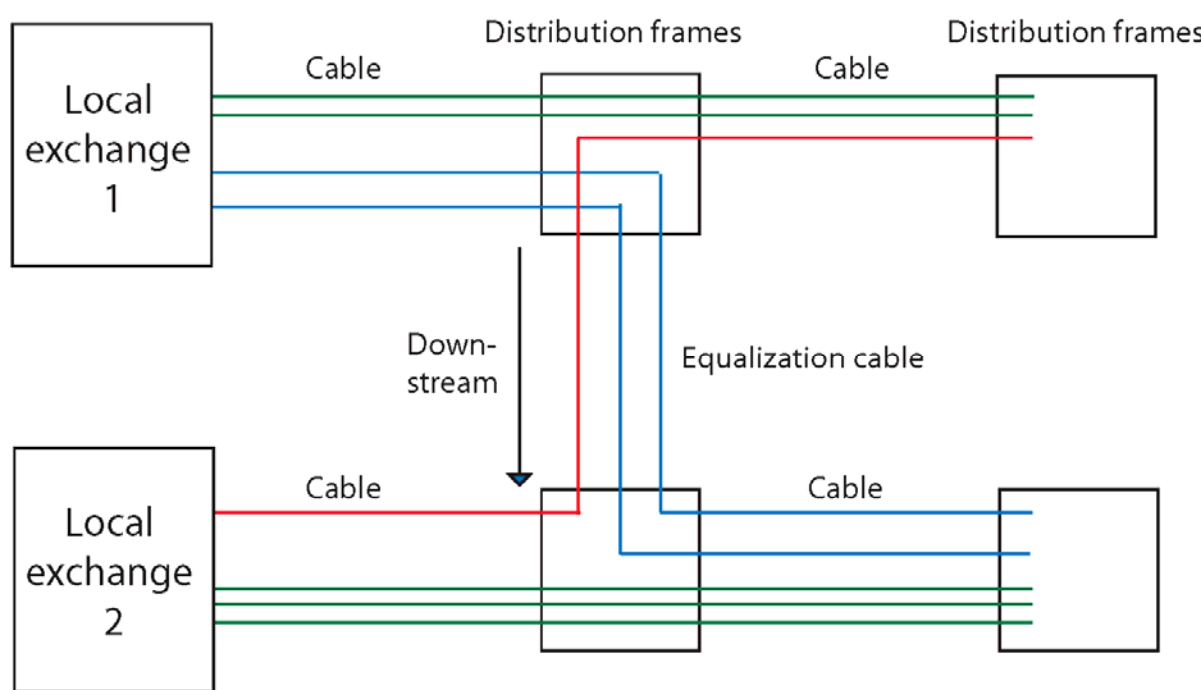 Distribution frames
Distribution frames
Cable
Cable
Local
exchange
1
Down-
stream
Equalization cable
Cable
Cable
Local
exchange
2